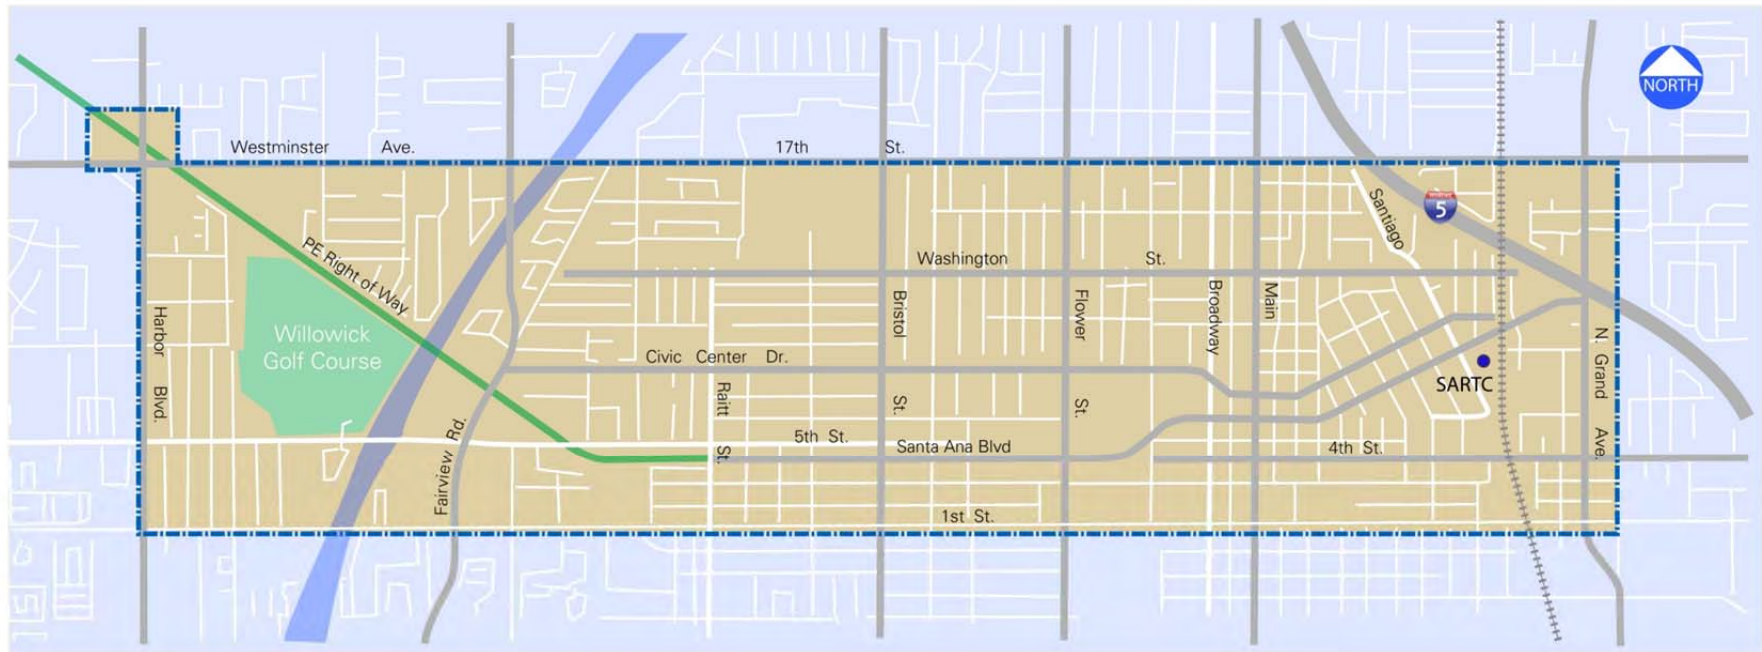 NORTH
Westminster Ave.
17th St.
Santiago
5
PE Right of Way
Washington St.
Harbor Blvd.
Willowick
Golf Course
Bristol St.
Flower St.
Broadway
Main
N. Grand Ave.
Civic Center Dr.
SARTC
Raitt St.
Fairview Rd.
5th St.
Santa Ana Blvd
4th St.
1st St.